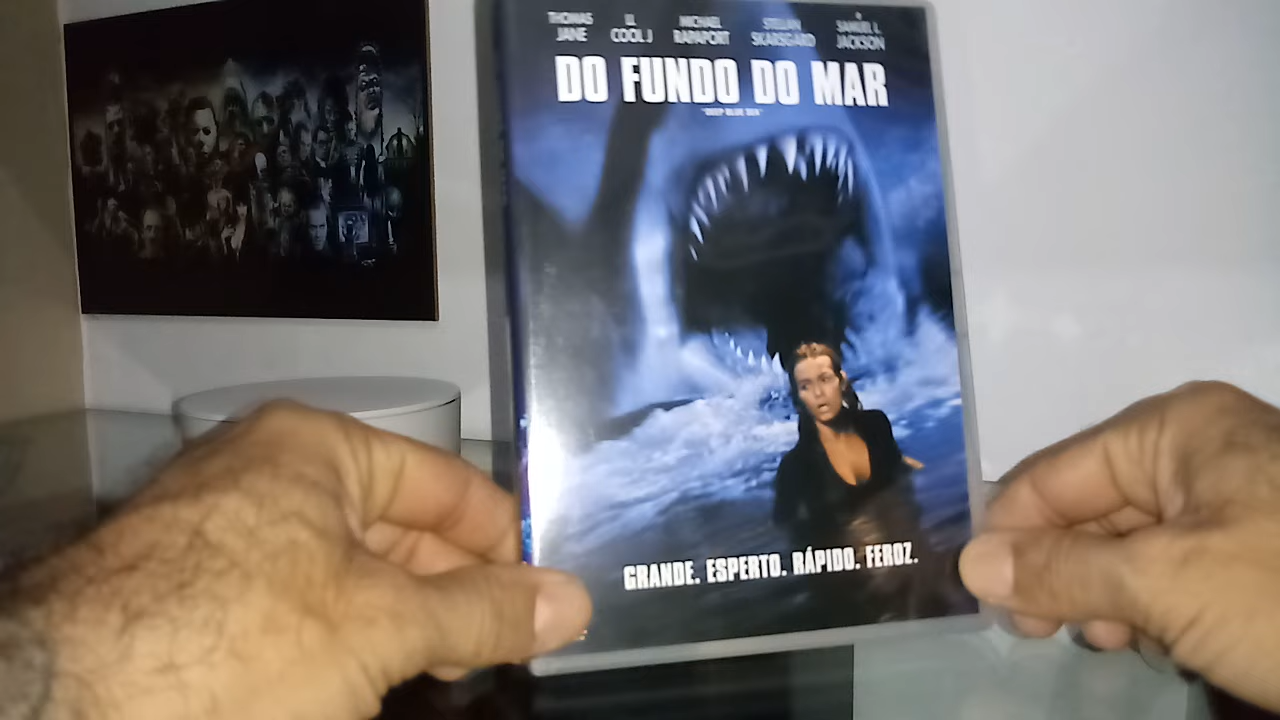 THOMAS LL MICHAEL STELLAN SAMUEL L.
JANE COOL J RAPAPORT SKARSGARD JACKSON
DO FUNDO DO MAR
"DEEP BLUE SEA"
GRANDE. ESPERTO. RÁPIDO. FEROZ.